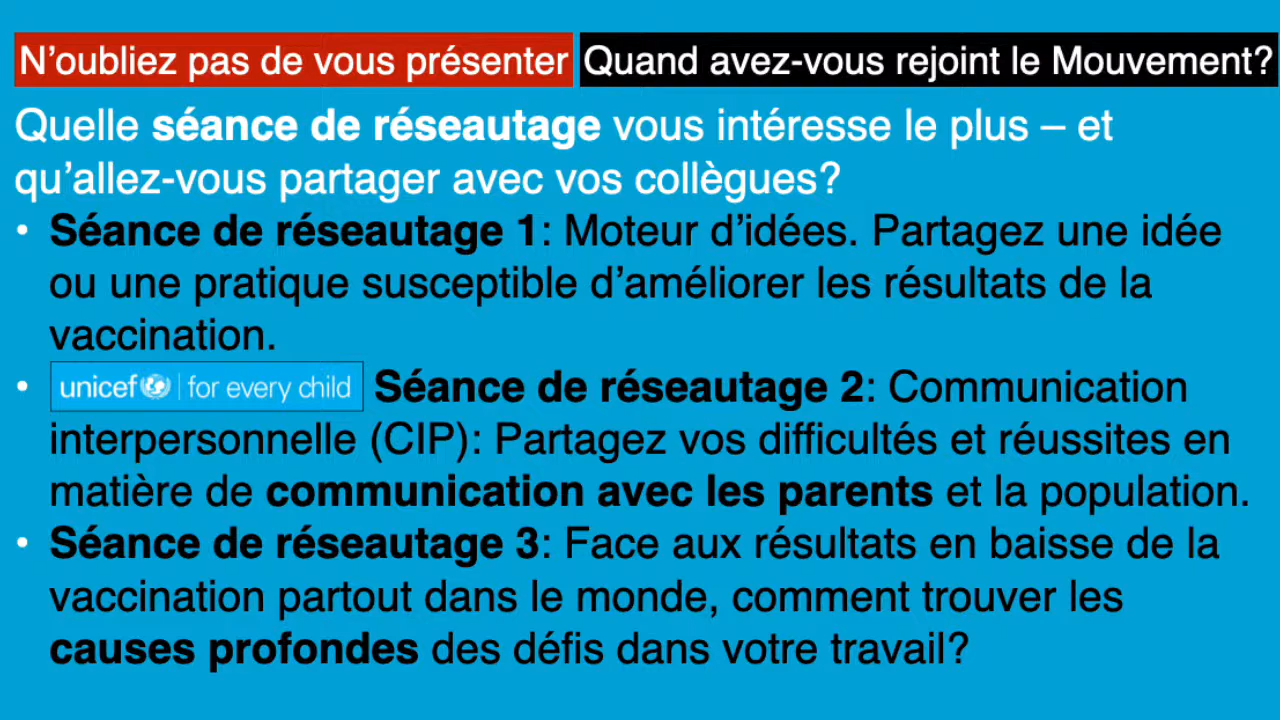 N’oubliez pas de vous présenter Quand avez-vous rejoint le Mouvement?
Quelle séance de réseautage vous intéresse le plus – et
qu’allez-vous partager avec vos collègues?
• Séance de réseautage 1: Moteur d’idées. Partagez une idée
ou une pratique susceptible d’améliorer les résultats de la
vaccination.
• unicef | for every child Séance de réseautage 2: Communication
interpersonnelle (CIP): Partagez vos difficultés et réussites en
matière de communication avec les parents et la population.
• Séance de réseautage 3: Face aux résultats en baisse de la
vaccination partout dans le monde, comment trouver les
causes profondes des défis dans votre travail?